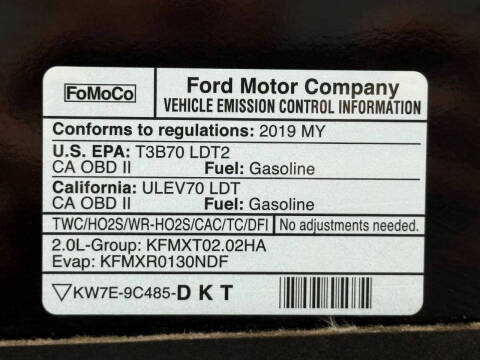 FoMoCo
Ford Motor Company
VEHICLE EMISSION CONTROL INFORMATION
Conforms to regulations: 2019 MY
U.S. EPA: T3B70 LDT2
CA OBD II Fuel: Gasoline
California: ULEV70 LDT
CA OBD II Fuel: Gasoline
TWC/HO2S/WR-HO2S/CAC/TC/DFI No adjustments needed.
2.0L-Group: KFMXT02.02HA
Evap: KFMXR0130NDF
▽KW7E-9C485-DKT